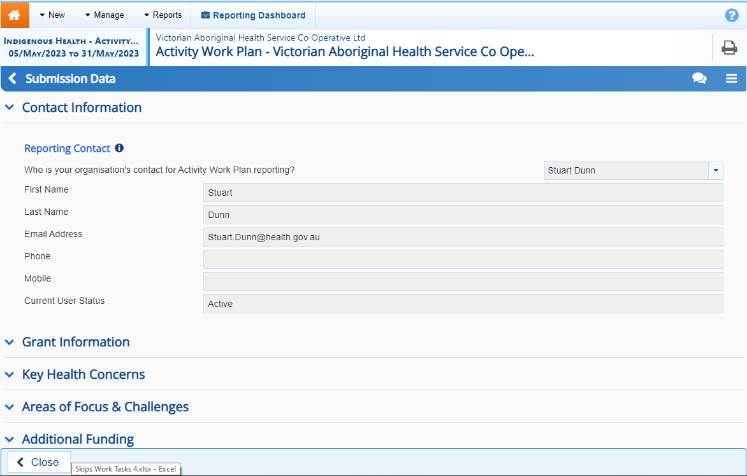 New Manage Reports Reporting Dashboard
Indigenous Health - Activity...
05/May/2023 to 31/May/2023
Victorian Aboriginal Health Service Co Operative Ltd
Activity Work Plan - Victorian Aboriginal Health Service Co Ope...
Submission Data
Contact Information
Reporting Contact
Who is your organisation's contact for Activity Work Plan reporting? Stuart Dunn
First Name Stuart
Last Name Dunn
Email Address Stuart.Dunn@health.gov.au
Phone
Mobile
Current User Status Active
Grant Information
Key Health Concerns
Areas of Focus & Challenges
Additional Funding
Close
Skips Work Tasks 4.xlsx - Excel